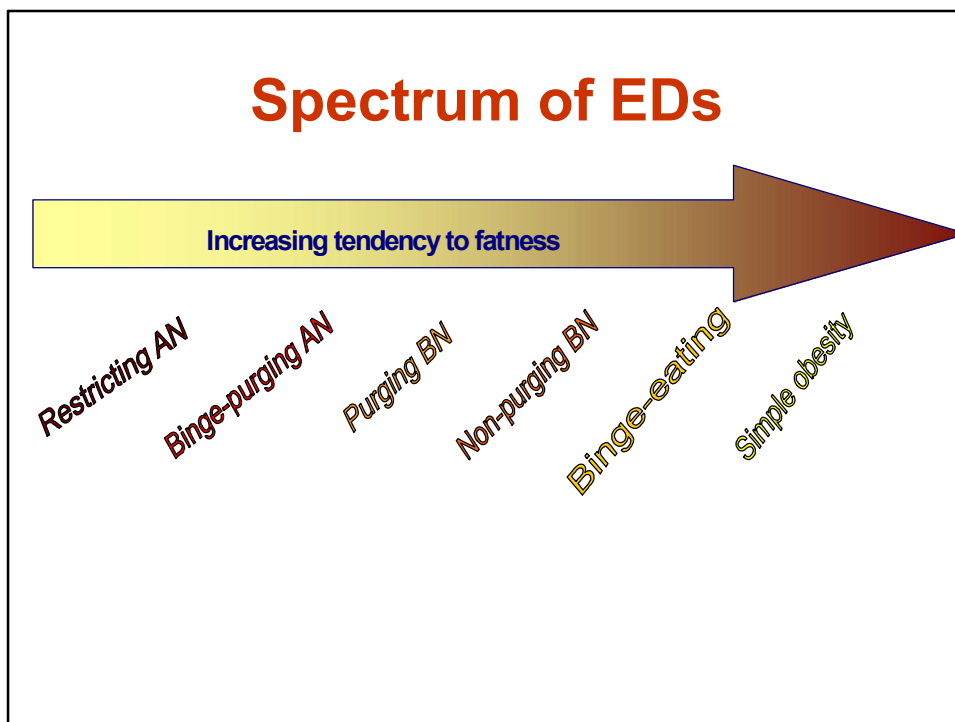 Spectrum of EDs
Increasing tendency to fatness
Restricting AN
Binge-purging AN
Purging BN
Non-purging BN
Binge-eating
Simple obesity